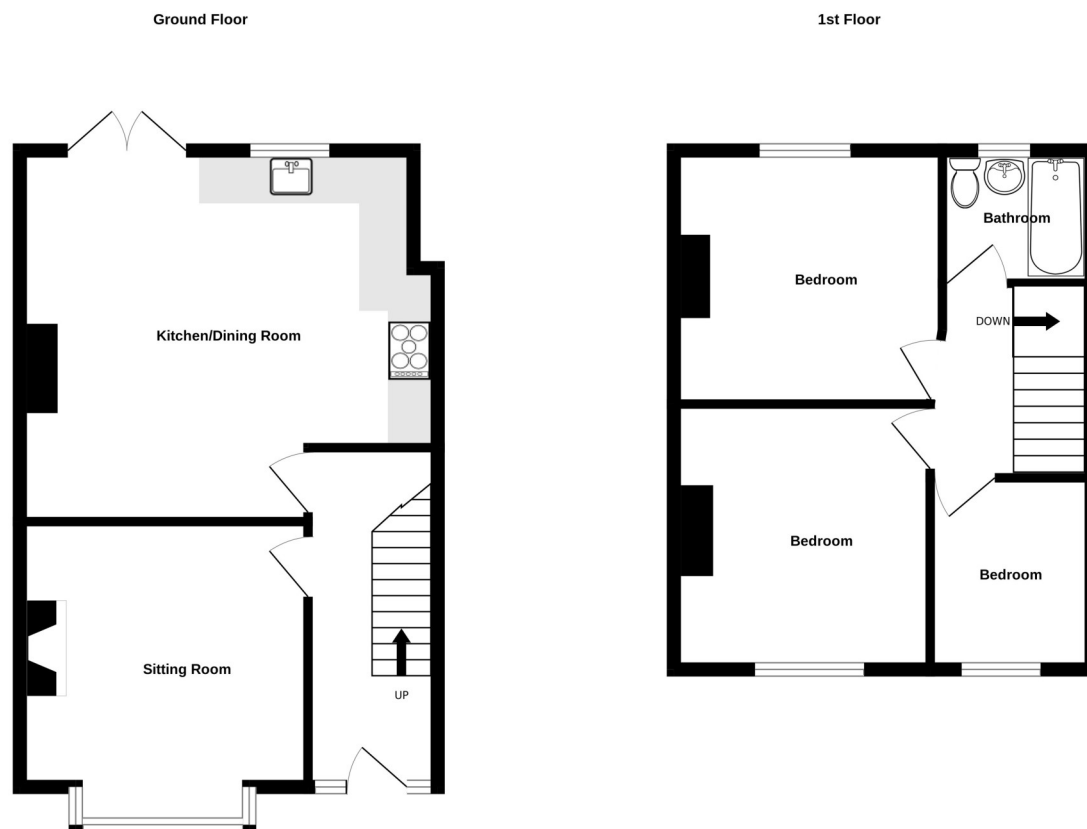 Ground Floor
Kitchen/Dining Room
Sitting Room
UP
1st Floor
Bathroom
Bedroom
DOWN
Bedroom
Bedroom